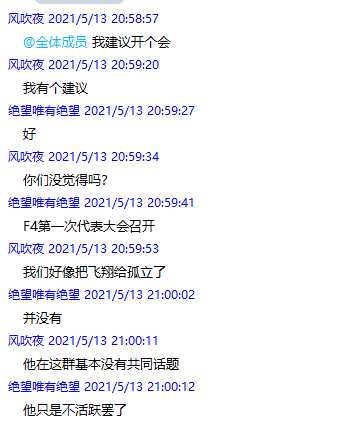 风吹夜 2021/5/13 20:58:57
@全体成员 我建议开个会
风吹夜 2021/5/13 20:59:20
我有个建议
绝望唯有绝望 2021/5/13 20:59:27
好
风吹夜 2021/5/13 20:59:34
你们没觉得吗?
绝望唯有绝望 2021/5/13 20:59:41
F4第一次代表大会召开
风吹夜 2021/5/13 20:59:53
我们好像把飞翔给孤立了
绝望唯有绝望 2021/5/13 21:00:02
并没有
风吹夜 2021/5/13 21:00:11
他在这群基本没有共同话题
绝望唯有绝望 2021/5/13 21:00:12
他只是不活跃罢了